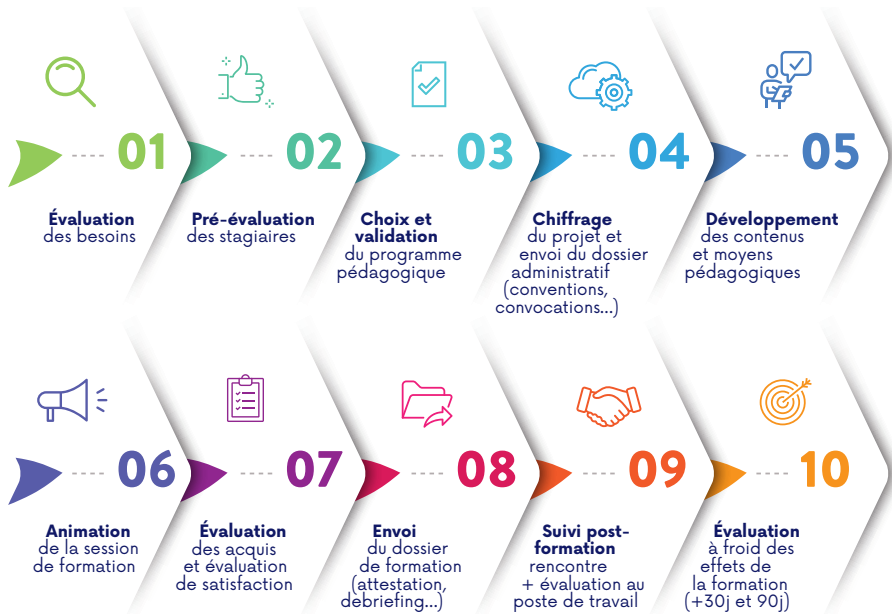 01
02
03
04
05
Évaluation
des besoins
Pré-évaluation
des stagiaires
Choix et
validation
du programme
pédagogique
Chiffrage
du projet et
envoi du dossier
administratif
(conventions,
convocations...)
Développement
des contenus
et moyens
pédagogiques
06
07
08
09
10
Animation
de la session
de formation
Évaluation
des acquis
et évaluation
de satisfaction
Envoi
du dossier
de formation
(attestation,
debriefing...)
Suivi post-
formation
rencontre
+ évaluation au
poste de travail
Évaluation
à froid des
effets de
la formation
(+30j et 90j)